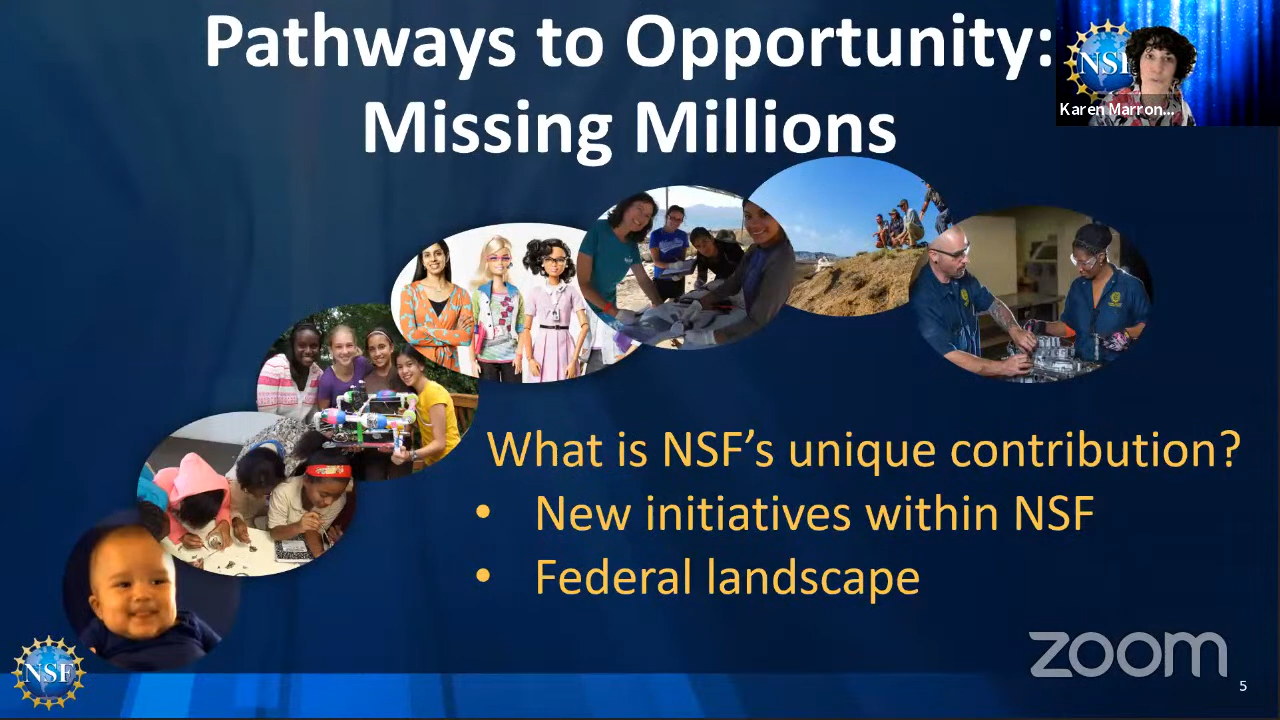 Pathways to Opportunity:
Missing Millions
NSF
Karen Marron...
What is NSF’s unique contribution?
• New initiatives within NSF
• Federal landscape
NSF
zoom
5